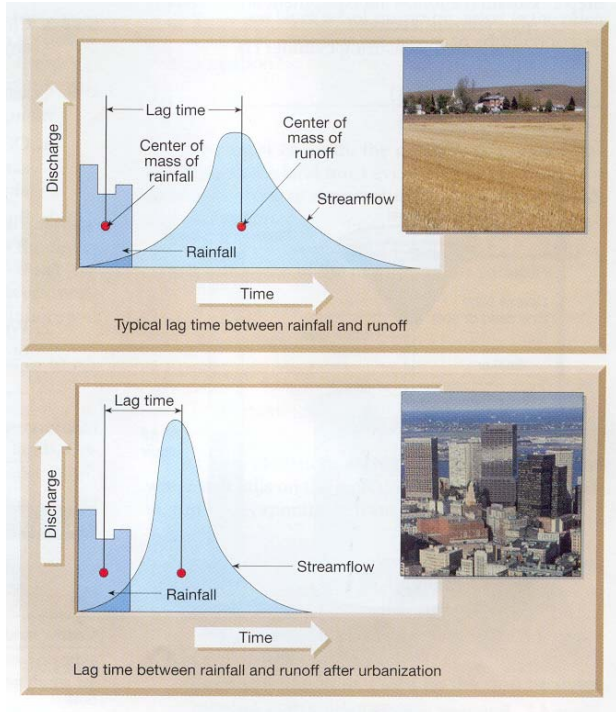 Discharge
Lag time
Center of
mass of
rainfall
Center of
mass of
runoff
Streamflow
Rainfall
Time
Typical lag time between rainfall and runoff
Discharge
Lag time
Streamflow
Rainfall
Time
Lag time between rainfall and runoff after urbanization